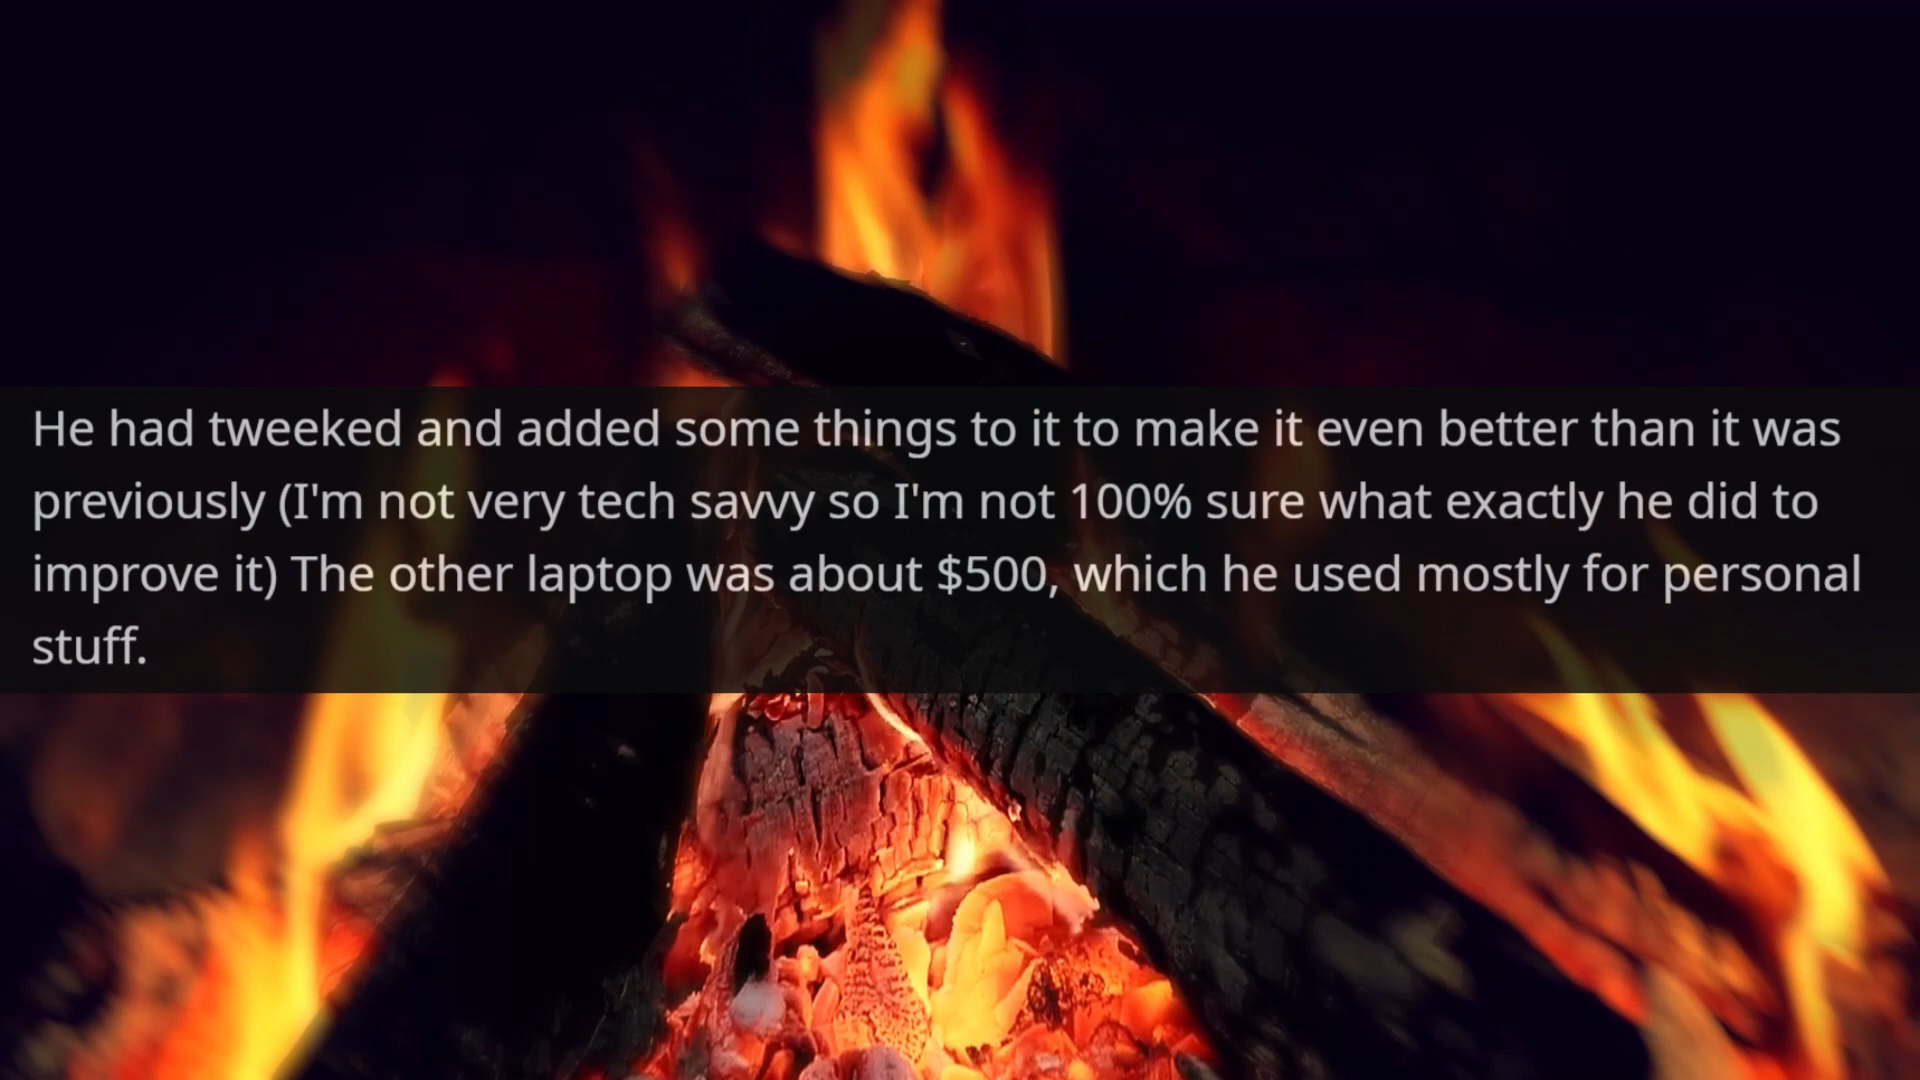 He had tweeked and added some things to it to make it even better than it was
previously (I'm not very tech savvy so I'm not 100% sure what exactly he did to
improve it) The other laptop was about $500, which he used mostly for personal
stuff.